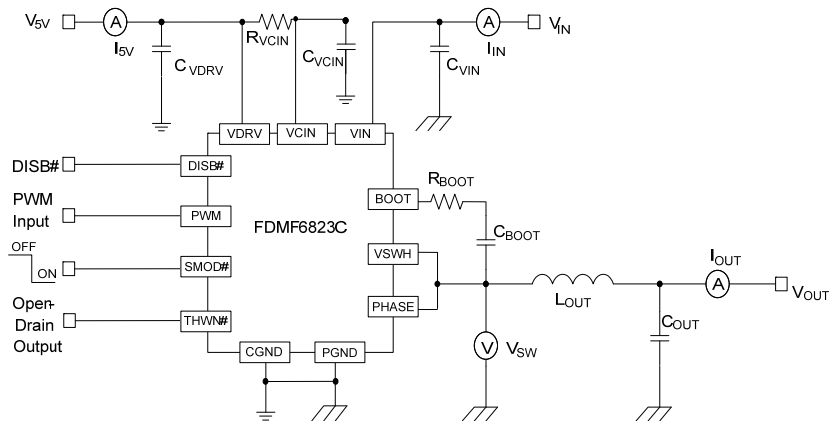 V5V
A
I5V
RVCIN
CVDRV
CVCIN
A
IIN
VIN
CVIN
VDRV
VCIN
VIN
DISB#
DISB#
PWM
Input
PWM
OFF
ON
SMOD#
Open-
Drain
Output
THWN#
FDMF6823C
BOOT
RBOOT
CBOOT
VSWH
PHASE
LOUT
IOUT
A
VOUT
COUT
V
VSW
CGND
PGND